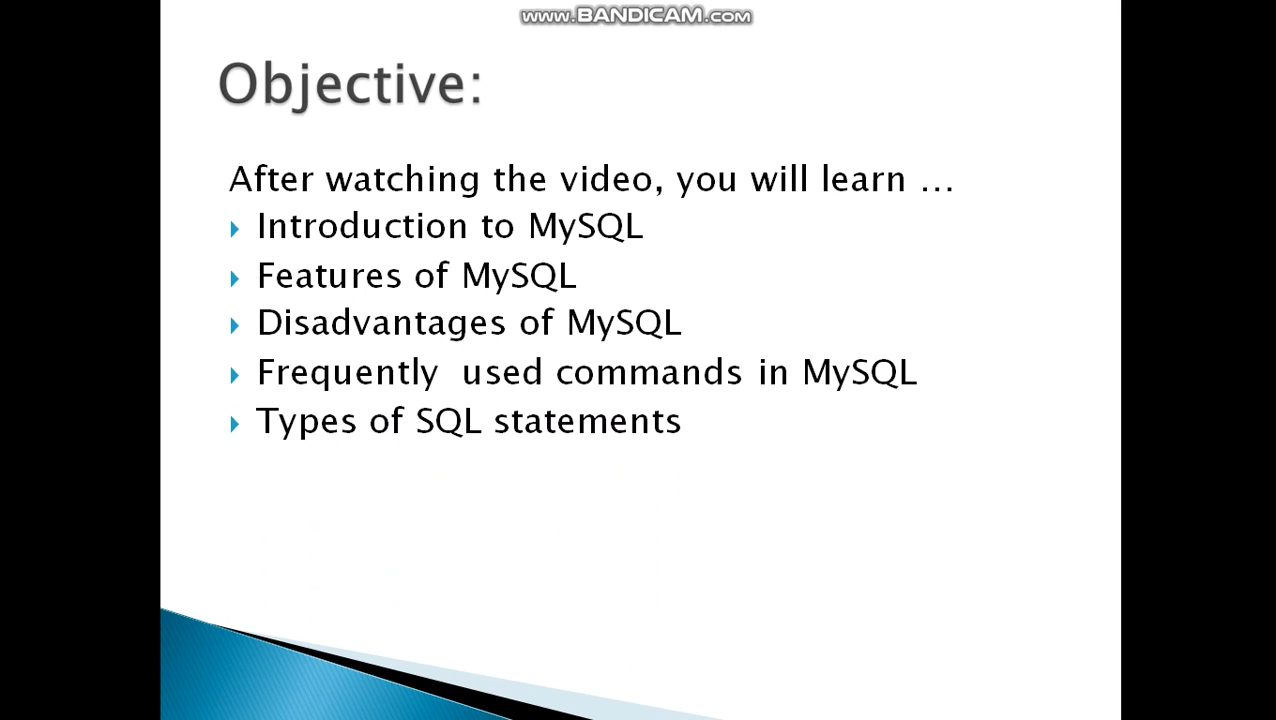 www.BANDICAM.com
Objective:
After watching the video, you will learn …
Introduction to MySQL
Features of MySQL
Disadvantages of MySQL
Frequently  used commands in MySQL
Types of SQL statements